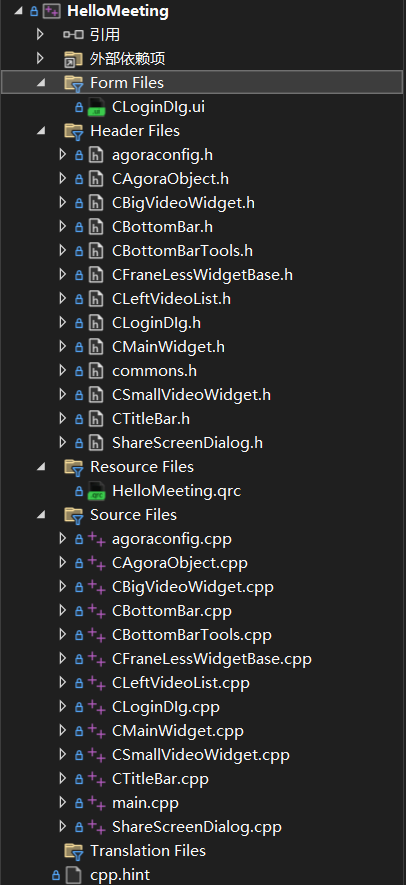 HelloMeeting
引用
外部依赖项
Form Files
CLoginDlg.ui
Header Files
agoraconfig.h
CAgoraObject.h
CBigVideoWidget.h
CBottomBar.h
CBottomBarTools.h
CFraneLessWidgetBase.h
CLeftVideoList.h
CLoginDlg.h
CMainWidget.h
commons.h
CSmallVideoWidget.h
CTitleBar.h
ShareScreenDialog.h
Resource Files
HelloMeeting.qrc
Source Files
agoraconfig.cpp
CAgoraObject.cpp
CBigVideoWidget.cpp
CBottomBar.cpp
CBottomBarTools.cpp
CFraneLessWidgetBase.cpp
CLeftVideoList.cpp
CLoginDlg.cpp
CMainWidget.cpp
CSmallVideoWidget.cpp
CTitleBar.cpp
main.cpp
ShareScreenDialog.cpp
Translation Files
cpp.hint